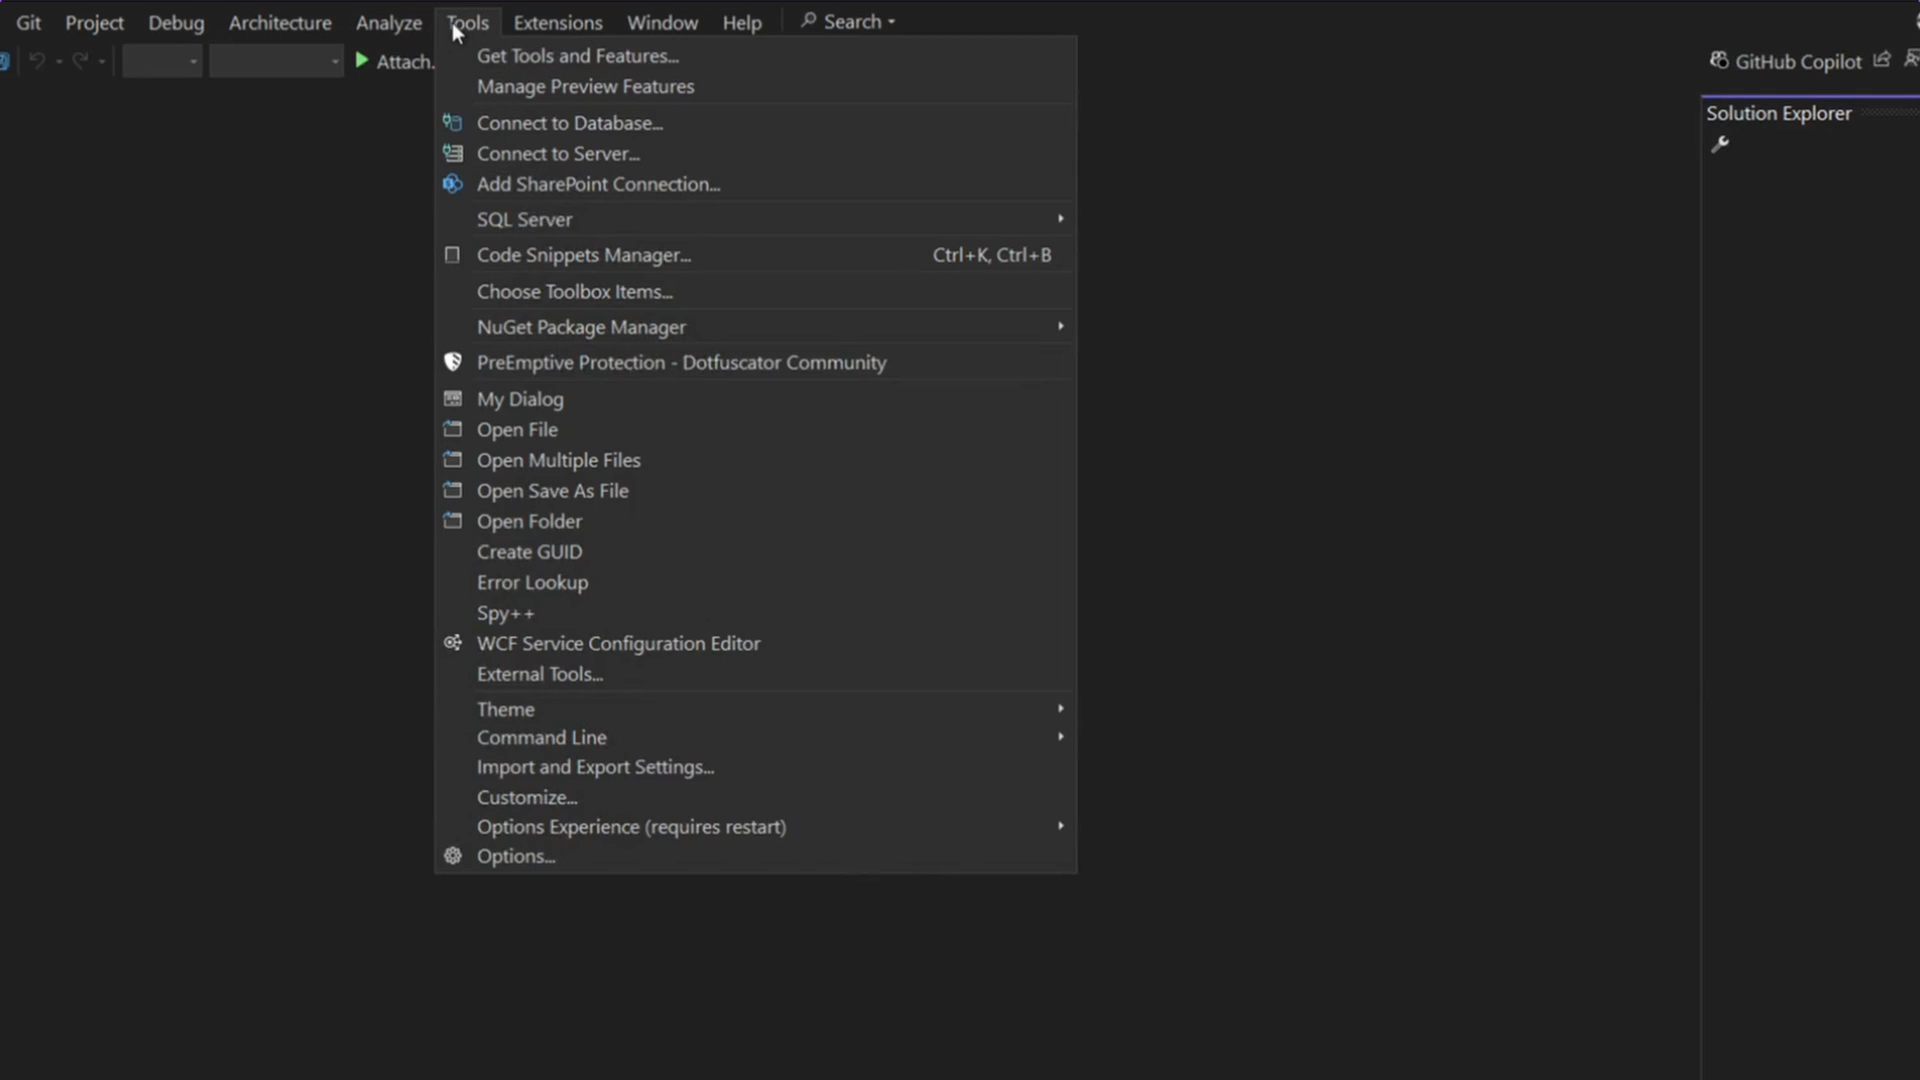 Git Project Debug Architecture Analyze Tools Extensions Window Help Search
Attach. GitHub Copilot
Solution Explorer
Get Tools and Features...
Manage Preview Features
Connect to Database...
Connect to Server...
Add SharePoint Connection...
SQL Server
Code Snippets Manager... Ctrl+K, Ctrl+B
Choose Toolbox Items...
NuGet Package Manager
PreEmptive Protection - Dotfuscator Community
My Dialog
Open File
Open Multiple Files
Open Save As File
Open Folder
Create GUID
Error Lookup
Spy++
WCF Service Configuration Editor
External Tools...
Theme
Command Line
Import and Export Settings...
Customize...
Options Experience (requires restart)
Options...